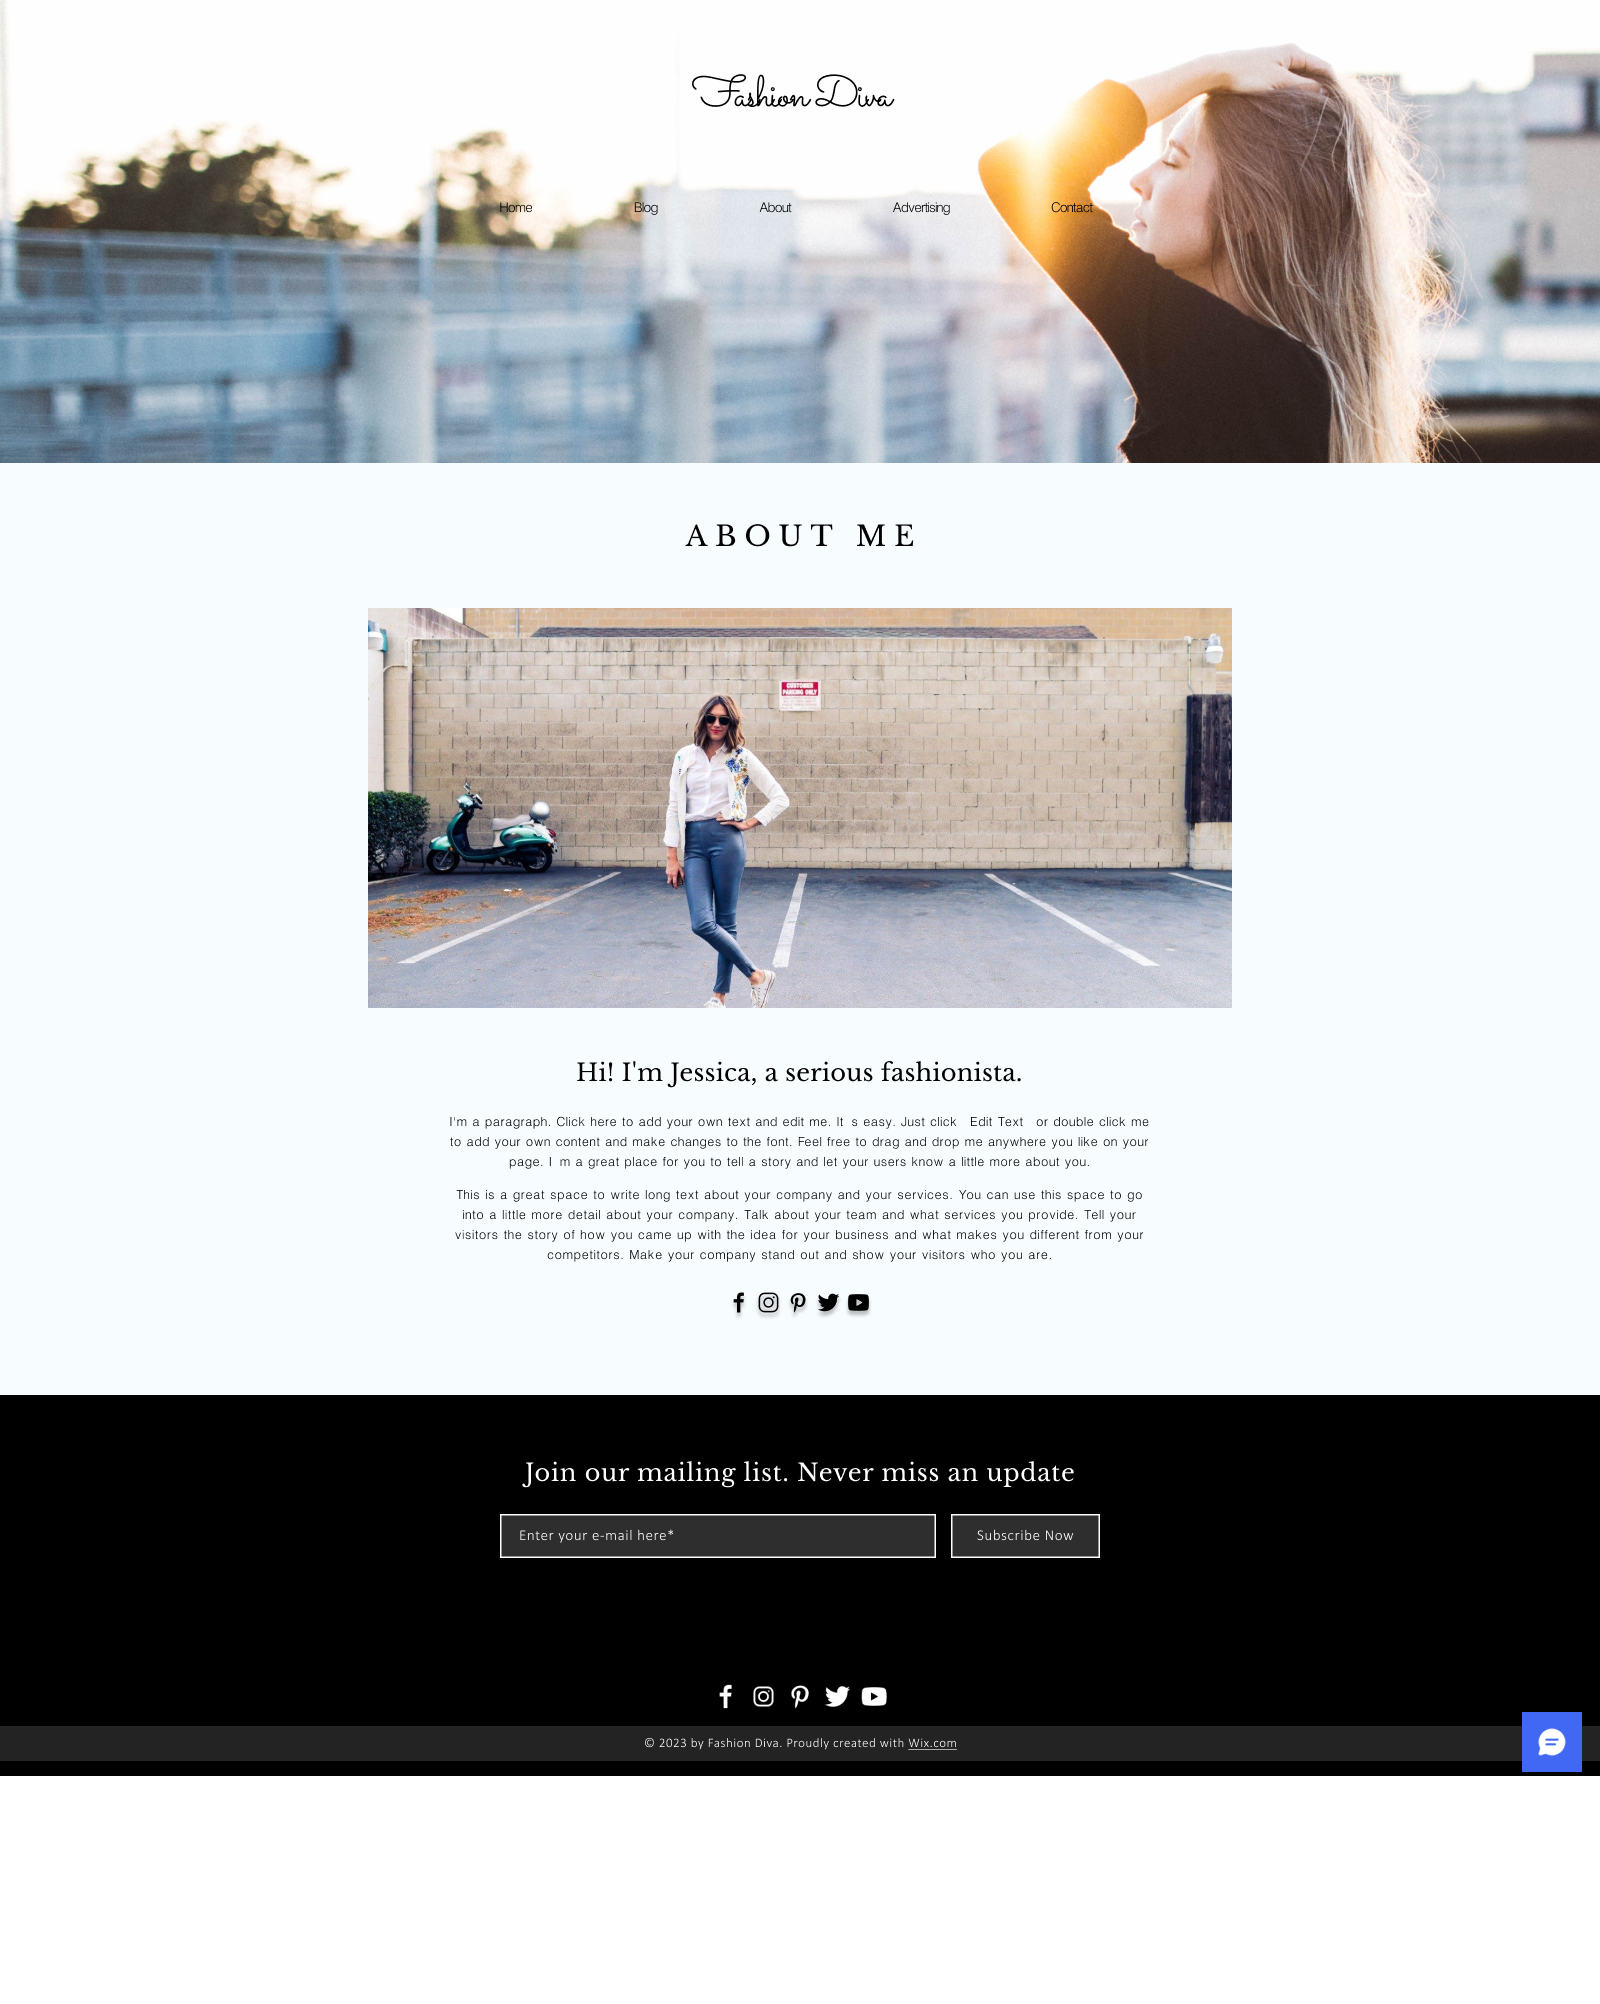 Fashion Diva
Home Blog About Advertising Contact
ABOUT ME
CUSTOMER
PARKING ONLY
Hi! I'm Jessica, a serious fashionista.
I'm a paragraph. Click here to add your own text and edit me. It s easy. Just click Edit Text or double click me
to add your own content and make changes to the font. Feel free to drag and drop me anywhere you like on your
page. I m a great place for you to tell a story and let your users know a little more about you.
This is a great space to write long text about your company and your services. You can use this space to go
into a little more detail about your company. Talk about your team and what services you provide. Tell your
visitors the story of how you came up with the idea for your business and what makes you different from your
competitors. Make your company stand out and show your visitors who you are.
Join our mailing list. Never miss an update
Enter your e-mail here* Subscribe Now
© 2023 by Fashion Diva. Proudly created with Wix.com